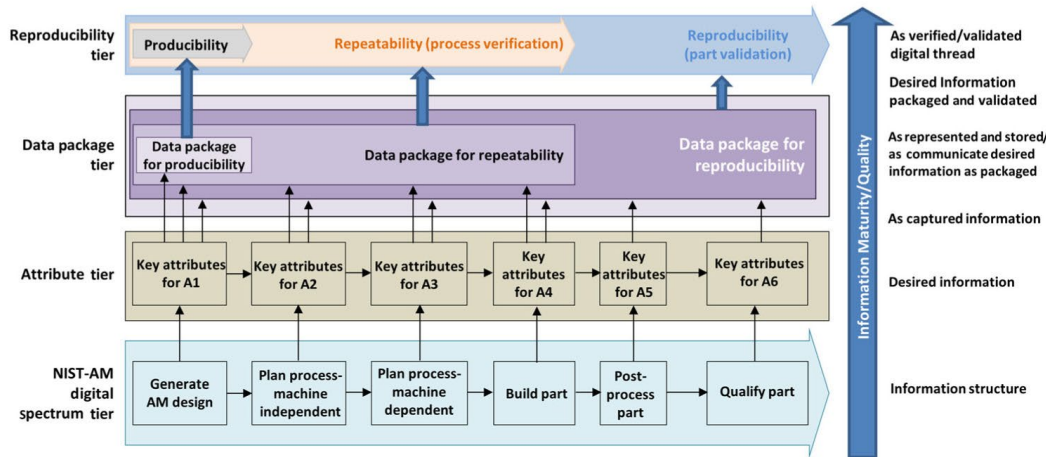 Reproducibility
tier
Producibility
Repeatability (process verification)
Reproducibility
(part validation)
As verified/validated
digital thread
Desired Information
packaged and validated
Data package
tier
Data package
for producibility
Data package for repeatability
Data package for
reproducibility
As represented and stored/
as communicate desired
information as packaged
As captured information
Attribute tier
Key attributes
for A1
Key attributes
for A2
Key attributes
for A3
Key
attributes
for A4
Key
attributes
for A5
Key attributes
for A6
Desired information
NIST-AM
digital
spectrum tier
Generate
AM design
Plan process-
machine
independent
Plan process-
machine
dependent
Build part
Post-
process
part
Qualify part
Information structure
Information Maturity/Quality